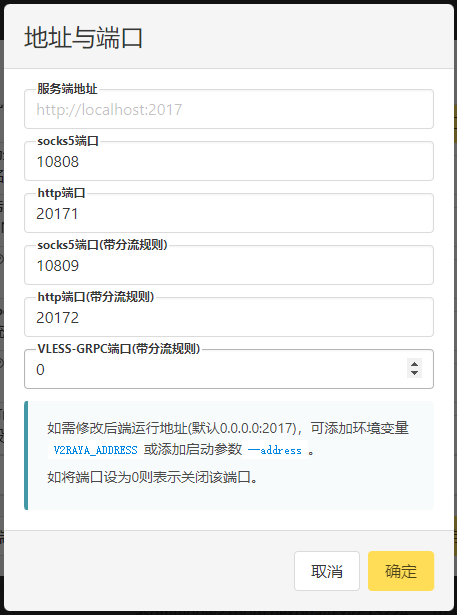 地址与端口
服务端地址
http://localhost:2017
socks5端口
10808
http端口
20171
socks5端口(带分流规则)
10809
http端口(带分流规则)
20172
VLESS-GRPC端口(带分流规则)
0
如需修改后端运行地址(默认0.0.0.0:2017)，可添加环境变量
V2RAYA_ADDRESS 或添加启动参数 —address 。
如将端口设为0则表示关闭该端口。
取消 确定